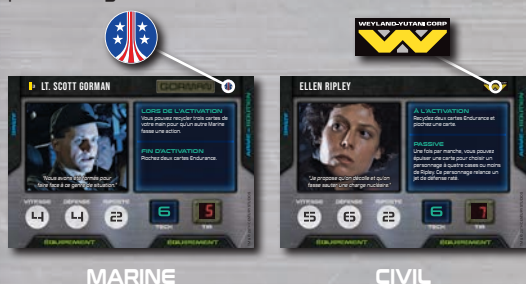 WEYLAND-YUTANI CORP
LT. SCOTT GORMAN
GORMAN
LORS DE L'ACTIVATION
Vous pouvez recycler trois cartes de
votre main pour qu'un autre Marine
fasse une action.
FIN D'ACTIVATION
Piochez deux cartes Endurance.
"Nous avons été formés pour
faire face à ce genre de situation."
VITESSE
DÉFENSE
RIPOSTE
4
4
22
6
TECH
5
TIR
ÉQUIPEMENT
ÉQUIPEMENT
MARINE
ELLEN RIPLEY
À L'ACTIVATION
Recyclez deux cartes Endurance et
piochez une carte.
PASSIVE
Une fois par manche, vous pouvez
épuiser une carte pour choisir un
personnage à quatre cases ou moins
de Ripley. Ce personnage relance un
jet de défense raté.
"Je propose qu'on décolle et qu'on
fasse sauter une charge nucléaire."
VITESSE
DÉFENSE
RIPOSTE
5
6
22
6
TECH
7
TIR
ÉQUIPEMENT
ÉQUIPEMENT
CIVIL